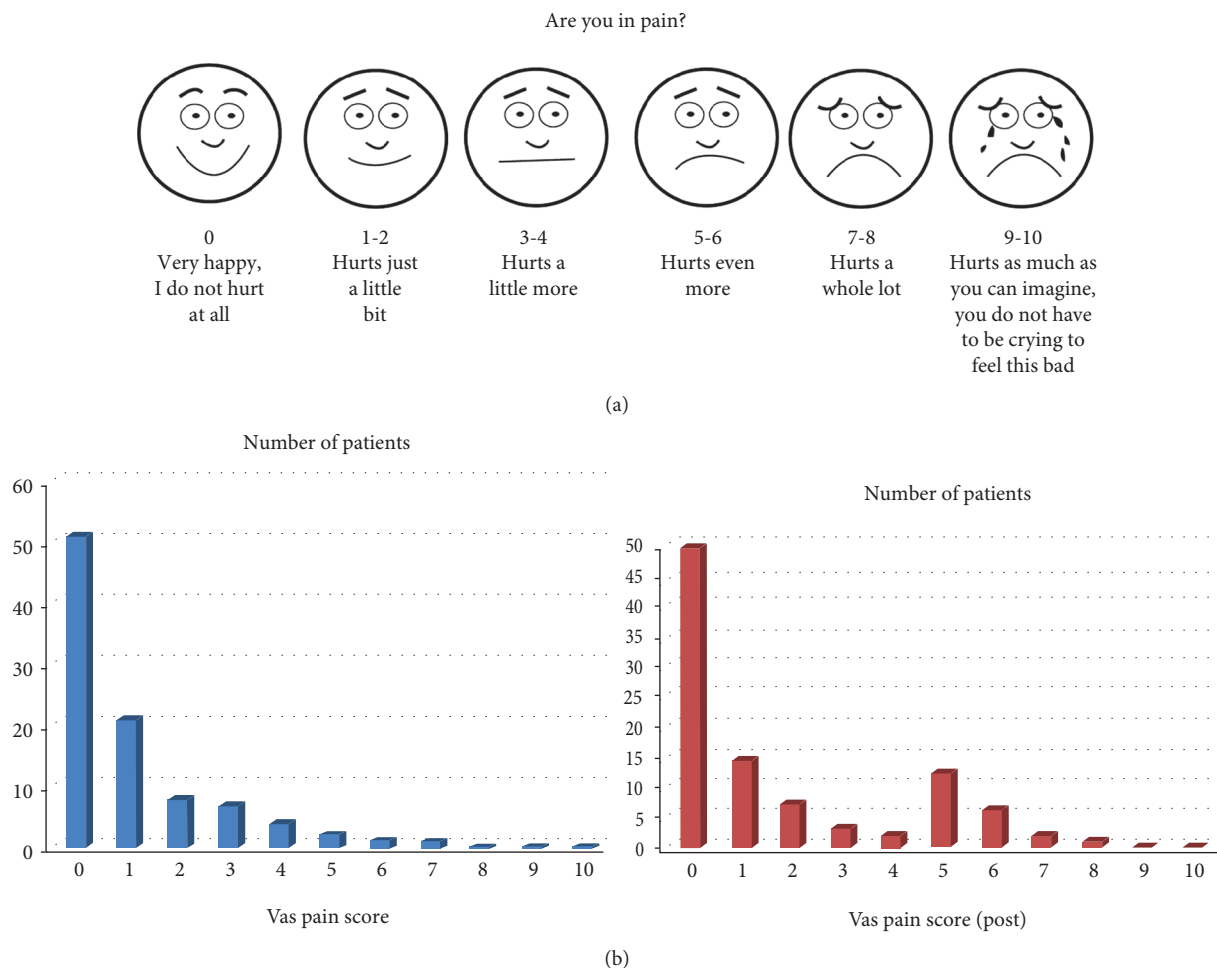 Are you in pain?
0
Very happy,
I do not hurt
at all
1-2
Hurts just
a little
bit
3-4
Hurts a
little more
5-6
Hurts even
more
7-8
Hurts a
whole lot
9-10
Hurts as much as
you can imagine,
you do not have
to be crying to
feel this bad
(a)
Number of patients
60
50
40
30
20
10
0
0 1 2 3 4 5 6 7 8 9 10
Vas pain score
Number of patients
50
45
40
35
30
25
20
15
10
5
0
0 1 2 3 4 5 6 7 8 9 10
Vas pain score (post)
(b)